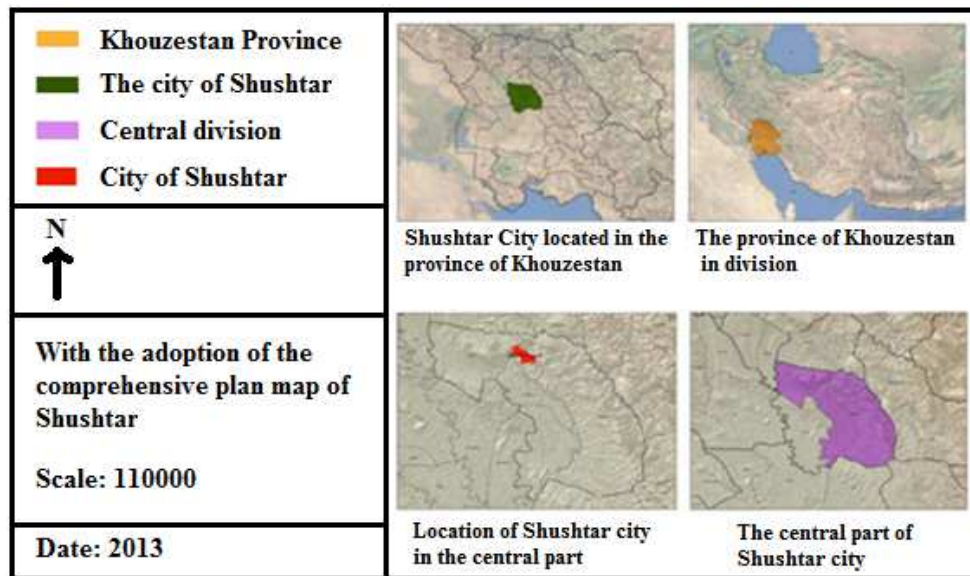 Khouzestan Province
The city of Shushtar
Central division
City of Shushtar
N
With the adoption of the
comprehensive plan map of
Shushtar
Scale: 110000
Date: 2013
Shushtar City located in the
province of Khouzestan
The province of Khouzestan
in division
Location of Shushtar city
in the central part
The central part of
Shushtar city